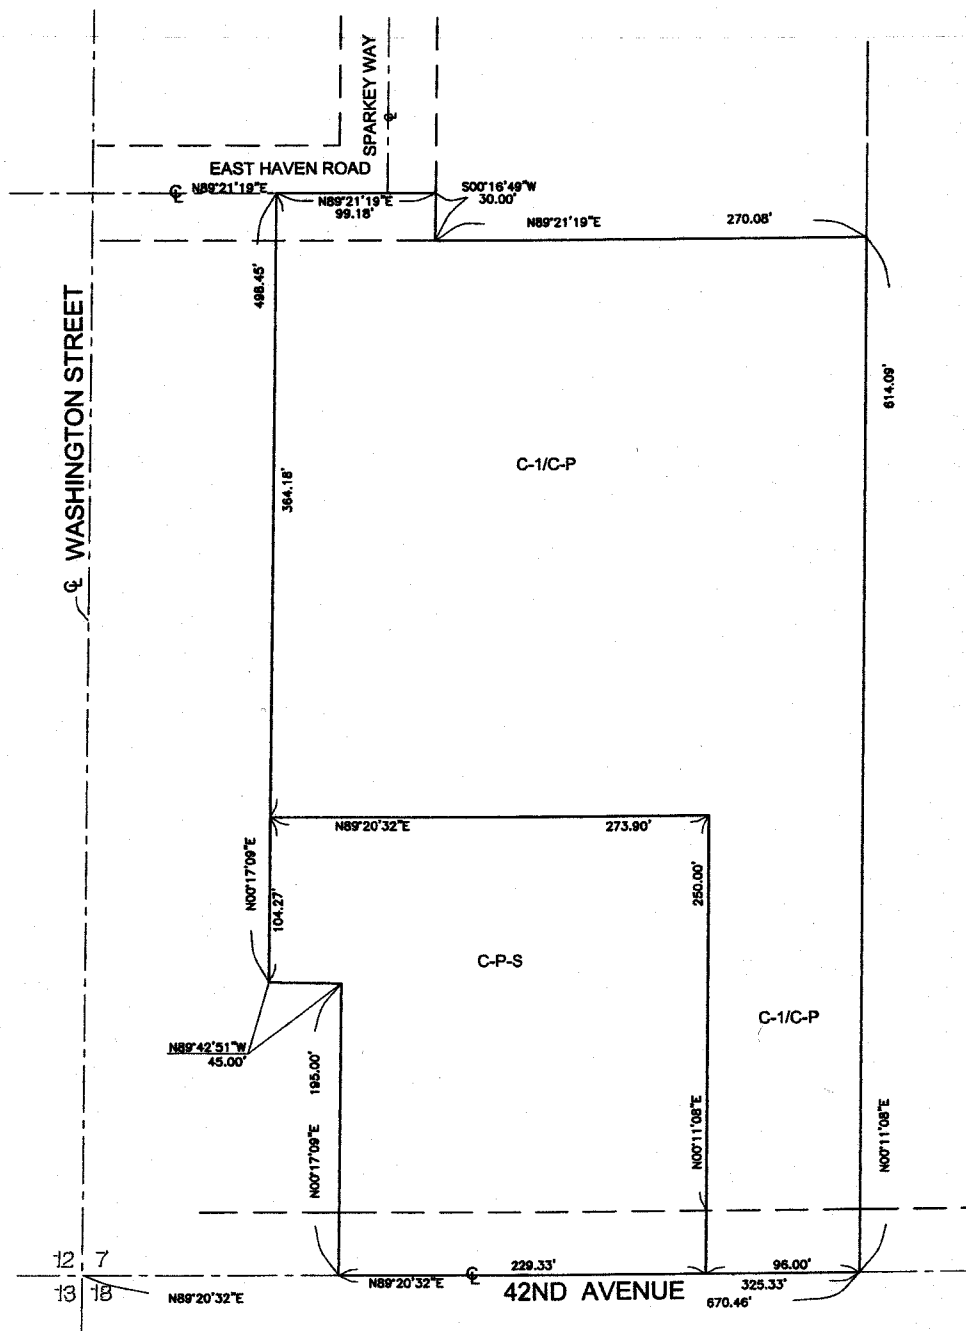 SPARKEY WAY
℄
EAST HAVEN ROAD
℄
N89°21'19"E
N89°21'19"E
99.18'
S00°16'49"W
30.00'
N89°21'19"E
270.08'
498.45'
614.09'
℄ WASHINGTON STREET
364.18'
C-1/C-P
N89°20'32"E
273.90'
N00°17'09"E
104.27'
250.00'
C-P-S
C-1/C-P
N89°42'51"W
45.00'
195.00'
N00°17'09"E
N00°11'08"E
N00°11'08"E
12 7
13 18
N89°20'32"E
N89°20'32"E
℄
229.33'
42ND AVENUE
96.00'
325.33'
670.46'